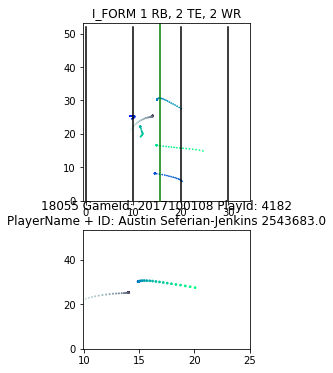 I_FORM 1 RB, 2 TE, 2 WR
50
40
30
20
10
0
0 10 20 30
18055 GameId: 2017100108 PlayId: 4182
PlayerName + ID: Austin Seferian-Jenkins 2543683.0
40
20
0
10 15 20 25